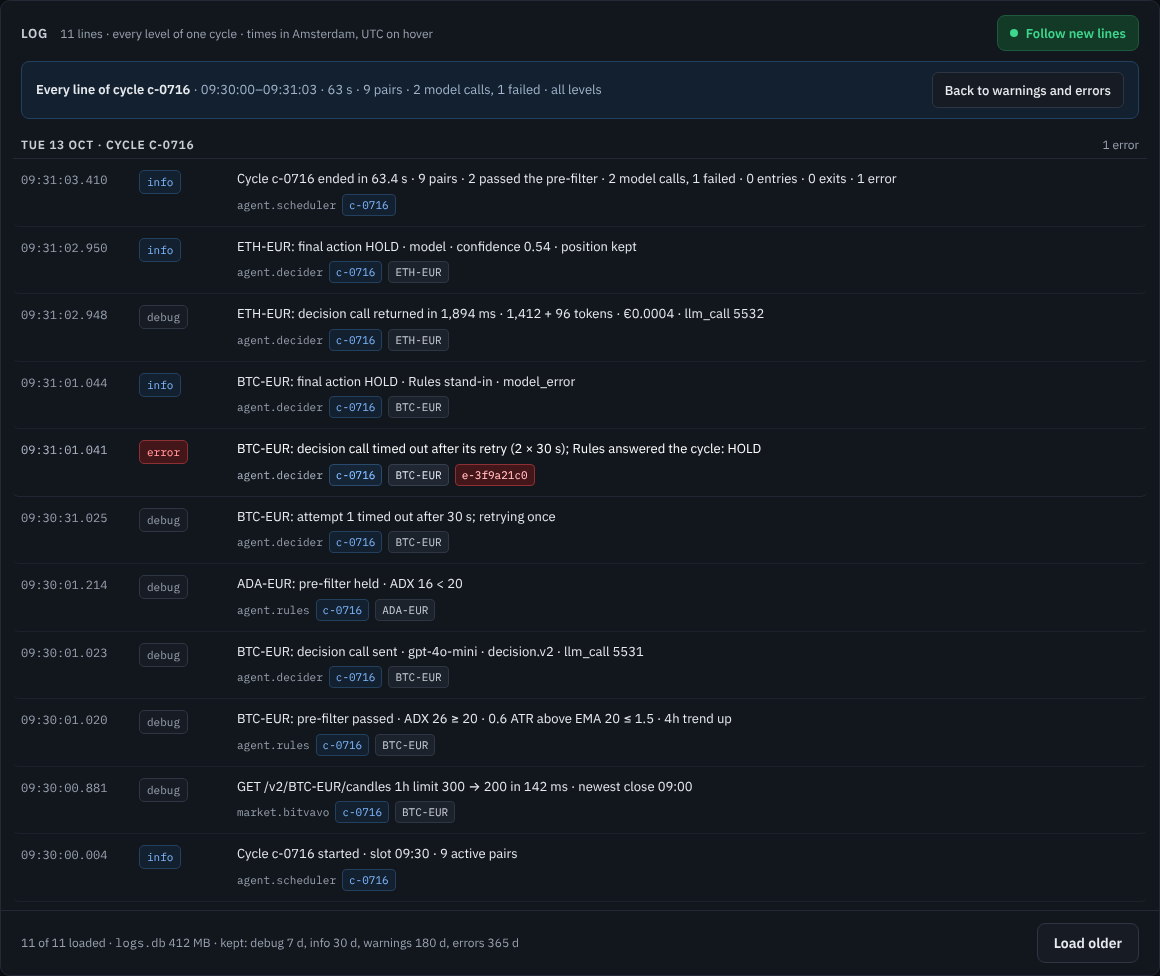 LOG 11 lines · every level of one cycle · times in Amsterdam, UTC on hover Follow new lines
Every line of cycle c-0716 · 09:30:00–09:31:03 · 63 s · 9 pairs · 2 model calls, 1 failed · all levels Back to warnings and errors
TUE 13 OCT · CYCLE C-0716 1 error
09:31:03.410 info Cycle c-0716 ended in 63.4 s · 9 pairs · 2 passed the pre-filter · 2 model calls, 1 failed · 0 entries · 0 exits · 1 error
agent.scheduler c-0716
09:31:02.950 info ETH-EUR: final action HOLD · model · confidence 0.54 · position kept
agent.decider c-0716 ETH-EUR
09:31:02.948 debug ETH-EUR: decision call returned in 1,894 ms · 1,412 + 96 tokens · €0.0004 · llm_call 5532
agent.decider c-0716 ETH-EUR
09:31:01.044 info BTC-EUR: final action HOLD · Rules stand-in · model_error
agent.decider c-0716 BTC-EUR
09:31:01.041 error BTC-EUR: decision call timed out after its retry (2 × 30 s); Rules answered the cycle: HOLD
agent.decider c-0716 BTC-EUR e-3f9a21c0
09:30:31.025 debug BTC-EUR: attempt 1 timed out after 30 s; retrying once
agent.decider c-0716 BTC-EUR
09:30:01.214 debug ADA-EUR: pre-filter held · ADX 16 < 20
agent.rules c-0716 ADA-EUR
09:30:01.023 debug BTC-EUR: decision call sent · gpt-4o-mini · decision.v2 · llm_call 5531
agent.decider c-0716 BTC-EUR
09:30:01.020 debug BTC-EUR: pre-filter passed · ADX 26 ≥ 20 · 0.6 ATR above EMA 20 ≤ 1.5 · 4h trend up
agent.rules c-0716 BTC-EUR
09:30:00.881 debug GET /v2/BTC-EUR/candles 1h limit 300 → 200 in 142 ms · newest close 09:00
market.bitvavo c-0716 BTC-EUR
09:30:00.004 info Cycle c-0716 started · slot 09:30 · 9 active pairs
agent.scheduler c-0716
11 of 11 loaded · logs.db 412 MB · kept: debug 7 d, info 30 d, warnings 180 d, errors 365 d Load older